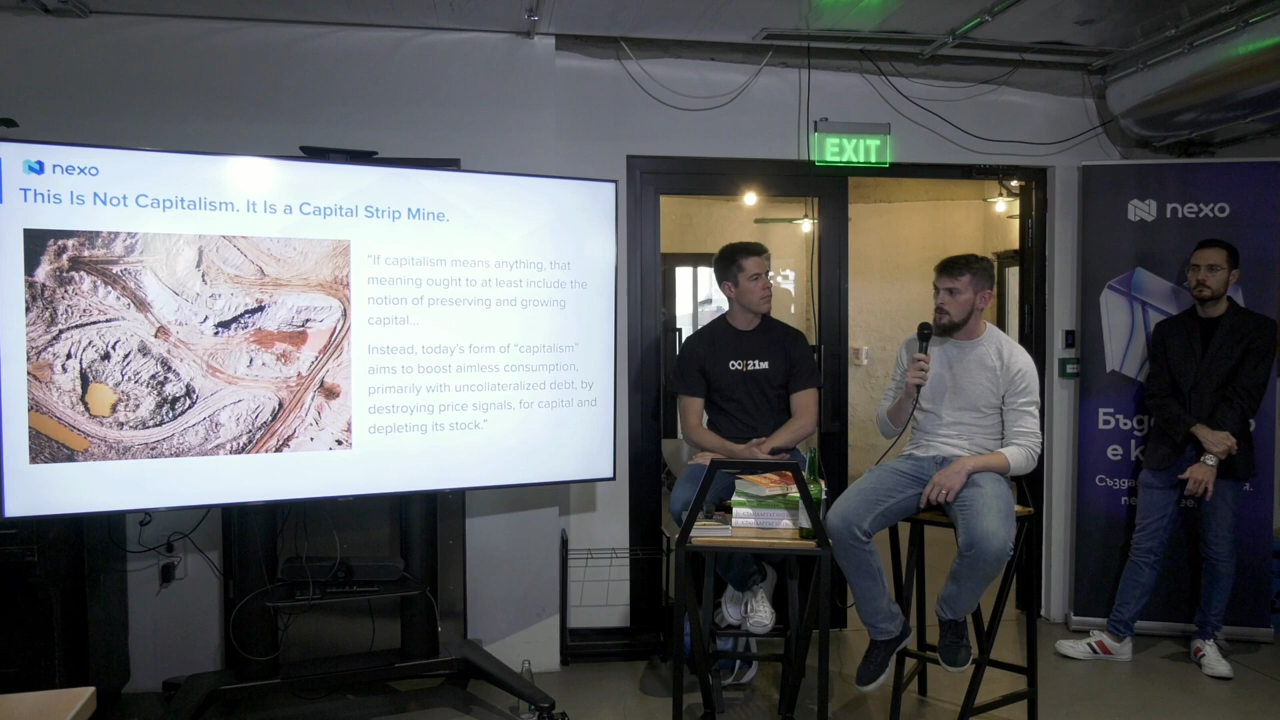 nexo
This Is Not Capitalism. It Is a Capital Strip Mine.
"If capitalism means anything, that
meaning ought to at least include the
notion of preserving and growing
capital...
Instead, today's form of "capitalism"
aims to boost aimless consumption,
primarily with uncollateralized debt, by
destroying price signals, for capital and
depleting its stock."
EXIT
∞/21M
nexo